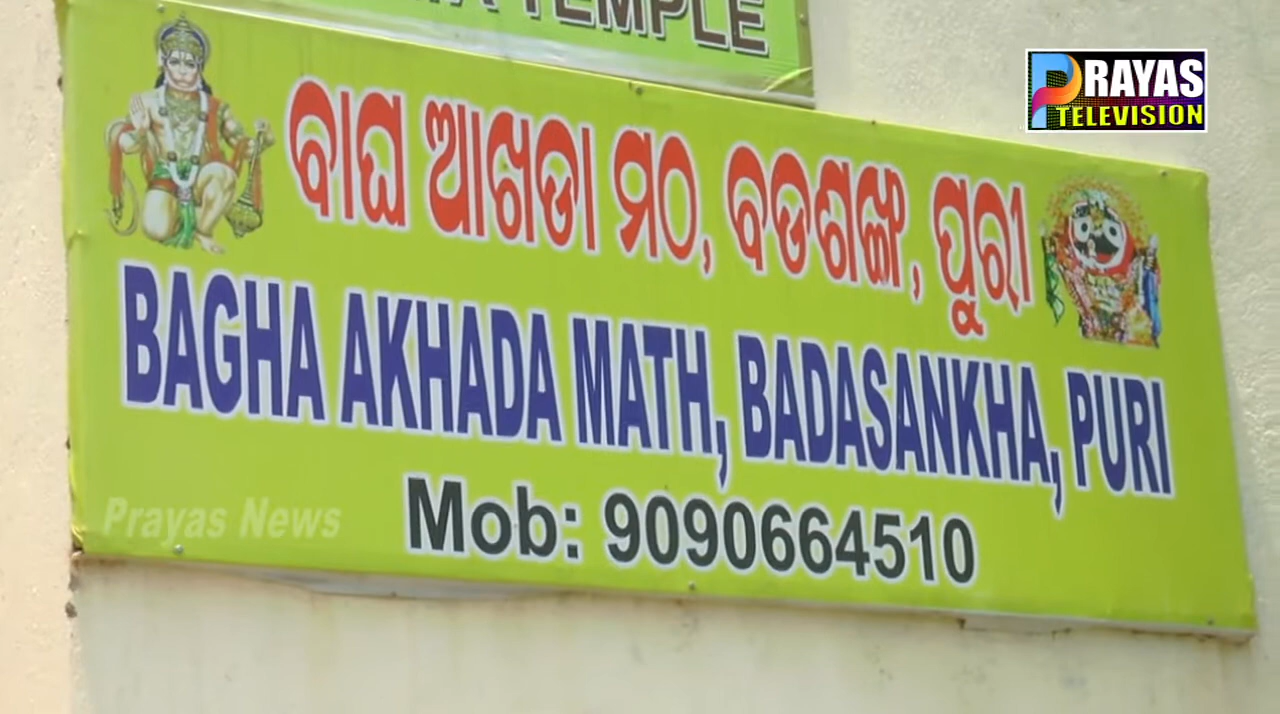 TEMPLE
PRAYAS
TELEVISION
ବାଘ ଆଖଡା ମଠ, ବଡଶଙ୍ଖ, ପୁରୀ
BAGHA AKHADA MATH, BADASANKHA, PURI
Mob: 9090664510
Prayas News